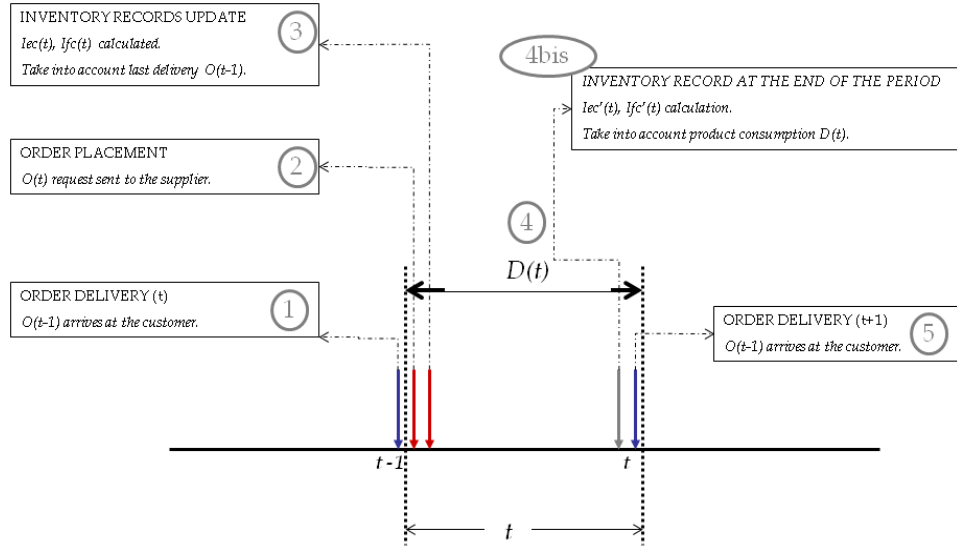 INVENTORY RECORDS UPDATE
Iec(t), Ifc(t) calculated.
Take into account last delivery O(t-1).
3
4bis
INVENTORY RECORD AT THE END OF THE PERIOD
Iec'(t), Ifc'(t) calculation.
Take into account product consumption D(t).
ORDER PLACEMENT
O(t) request sent to the supplier.
2
4
D(t)
ORDER DELIVERY (t)
O(t-1) arrives at the customer.
1
ORDER DELIVERY (t+1)
O(t-1) arrives at the customer.
5
t-1
t
t